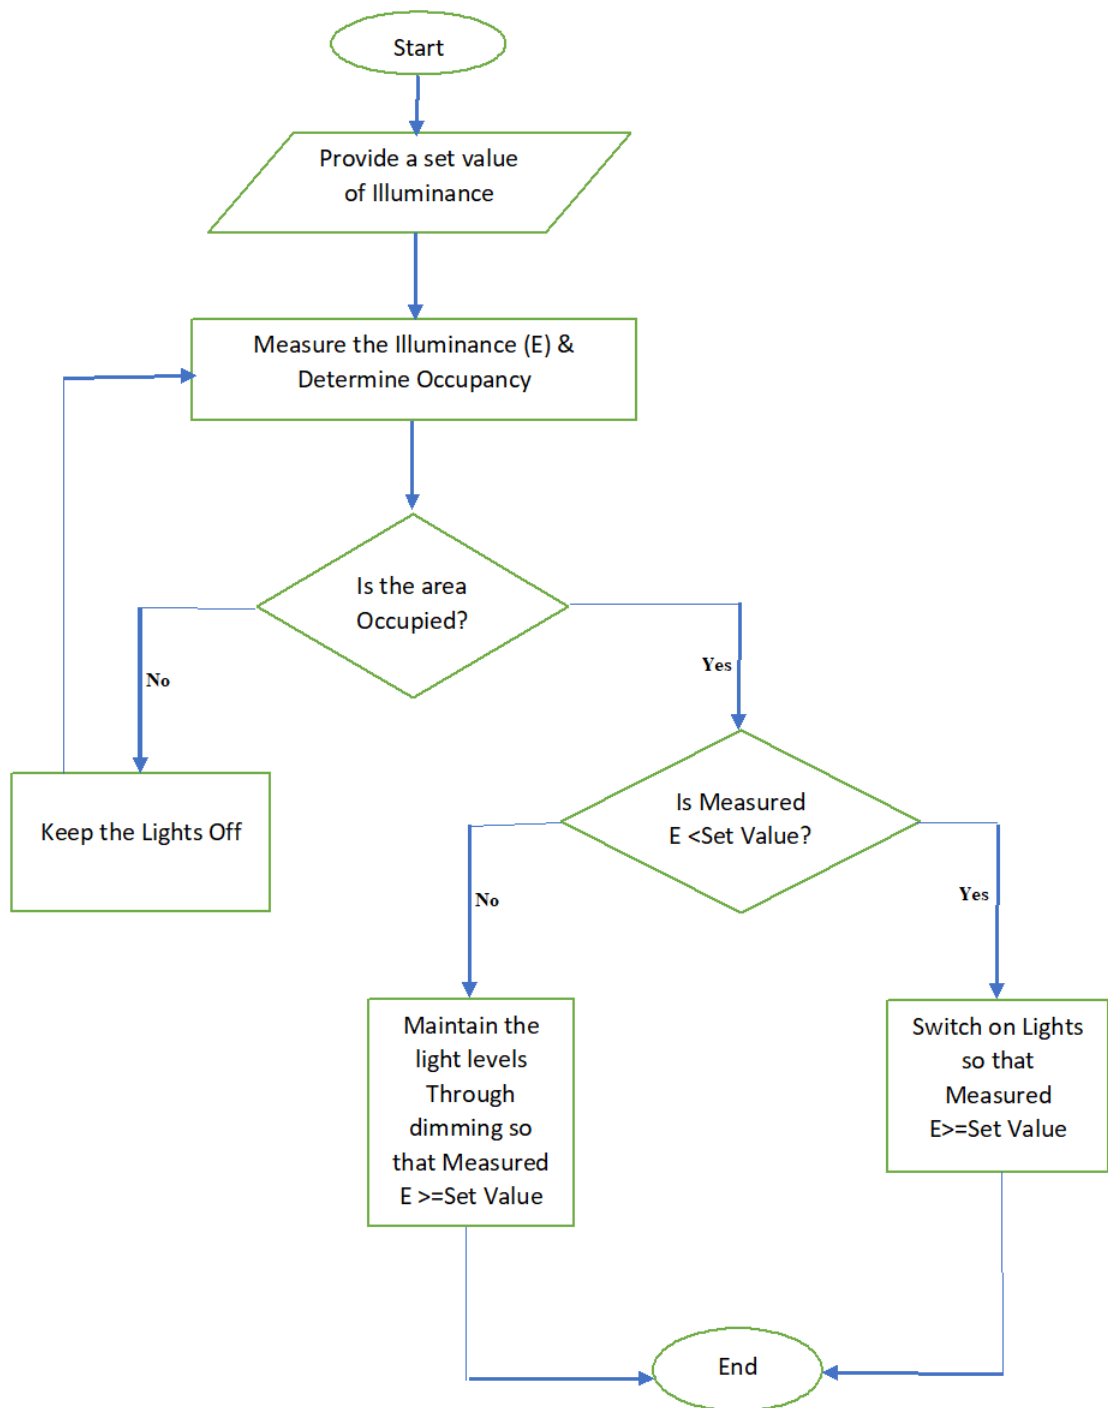 Start
Provide a set value
of Illuminance
Measure the Illuminance (E) &
Determine Occupancy
Is the area
Occupied?
No
Yes
Keep the Lights Off
Is Measured
E <Set Value?
No
Yes
Maintain the
light levels
Through
dimming so
that Measured
E >=Set Value
Switch on Lights
so that
Measured
E>=Set Value
End